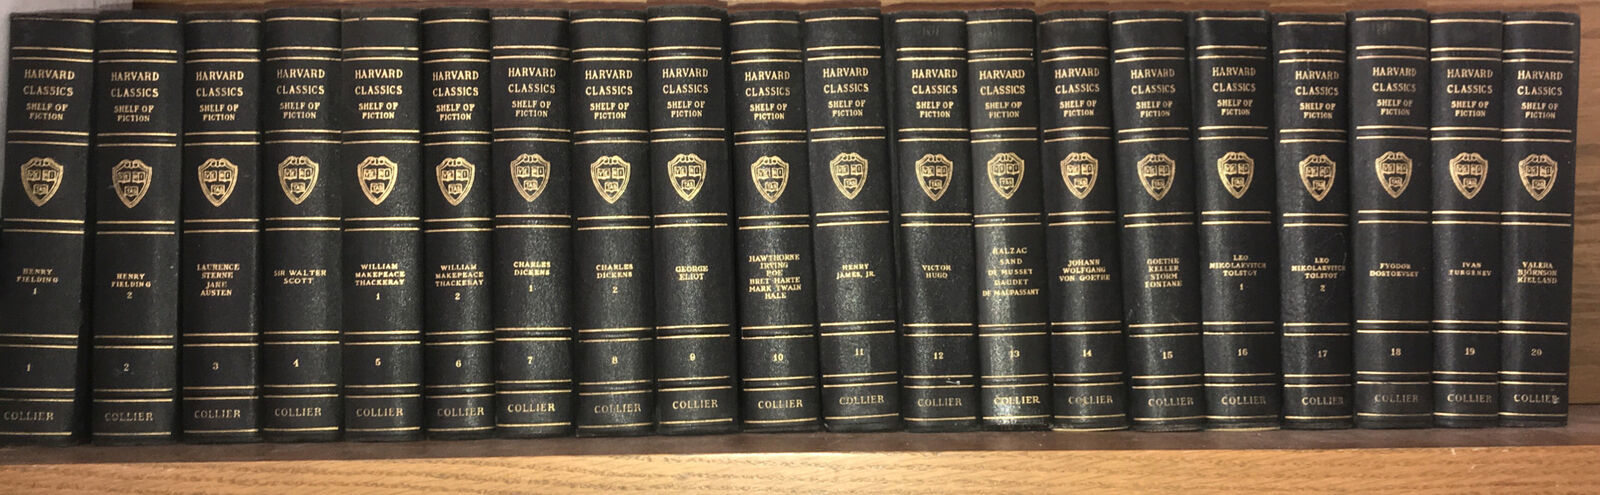 HARVARD
CLASSICS
SHELF OF
FICTION
HENRY
FIELDING
1
1
COLLIER
HARVARD
CLASSICS
SHELF OF
FICTION
HENRY
FIELDING
2
2
COLLIER
HARVARD
CLASSICS
SHELF OF
FICTION
LAURENCE
STERNE
JANE
AUSTEN
3
COLLIER
HARVARD
CLASSICS
SHELF OF
FICTION
SIR WALTER
SCOTT
4
COLLIER
HARVARD
CLASSICS
SHELF OF
FICTION
WILLIAM
MAKEPEACE
THACKERAY
1
5
COLLIER
HARVARD
CLASSICS
SHELF OF
FICTION
WILLIAM
MAKEPEACE
THACKERAY
2
6
COLLIER
HARVARD
CLASSICS
SHELF OF
FICTION
CHARLES
DICKENS
1
7
COLLIER
HARVARD
CLASSICS
SHELF OF
FICTION
CHARLES
DICKENS
2
8
COLLIER
HARVARD
CLASSICS
SHELF OF
FICTION
GEORGE
ELIOT
9
COLLIER
HARVARD
CLASSICS
SHELF OF
FICTION
HAWTHORNE
IRVING
POE
BRET HARTE
MARK TWAIN
HALE
10
COLLIER
HARVARD
CLASSICS
SHELF OF
FICTION
HENRY
JAMES, JR.
11
COLLIER
HARVARD
CLASSICS
SHELF OF
FICTION
VICTOR
HUGO
12
COLLIER
HARVARD
CLASSICS
SHELF OF
FICTION
BALZAC
SAND
DE MUSSET
DAUDET
DE MAUPASSANT
13
COLLIER
HARVARD
CLASSICS
SHELF OF
FICTION
JOHANN
WOLFGANG
VON GOETHE
14
COLLIER
HARVARD
CLASSICS
SHELF OF
FICTION
GOETHE
KELLER
STORM
FONTANE
15
COLLIER
HARVARD
CLASSICS
SHELF OF
FICTION
LEO
NIKOLAEVITCH
TOLSTOY
1
16
COLLIER
HARVARD
CLASSICS
SHELF OF
FICTION
LEO
NIKOLAEVITCH
TOLSTOY
2
17
COLLIER
HARVARD
CLASSICS
SHELF OF
FICTION
FYODOR
DOSTOEVSKY
18
COLLIER
HARVARD
CLASSICS
SHELF OF
FICTION
IVAN
TURGENEV
19
COLLIER
HARVARD
CLASSICS
SHELF OF
FICTION
VALERA
BJÖRNSON
KIELLAND
20
COLLIER